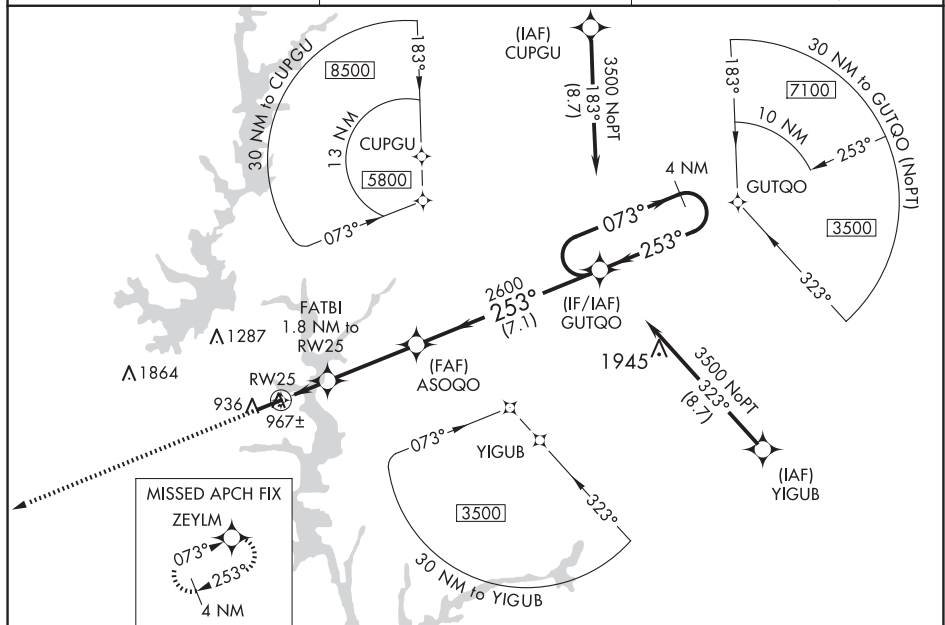 30 NM to CUPGU
8500
183°
13 NM
CUPGU
5800
073°
(IAF)
CUPGU
3500 NoPT
183°
(8.7)
30 NM to GUTQO (NoPT)
183°
7100
10 NM
253°
GUTQO
3500
323°
4 NM
073°
253°
(IF/IAF)
GUTQO
2600
253°
(7.1)
FATBI
1.8 NM to
RW25
(FAF)
ASOQO
1287
1864
RW25
936
967±
1945
3500 NoPT
323°
(8.7)
(IAF)
YIGUB
073°
YIGUB
323°
3500
30 NM to YIGUB
MISSED APCH FIX
ZEYLM
073°
253°
4 NM